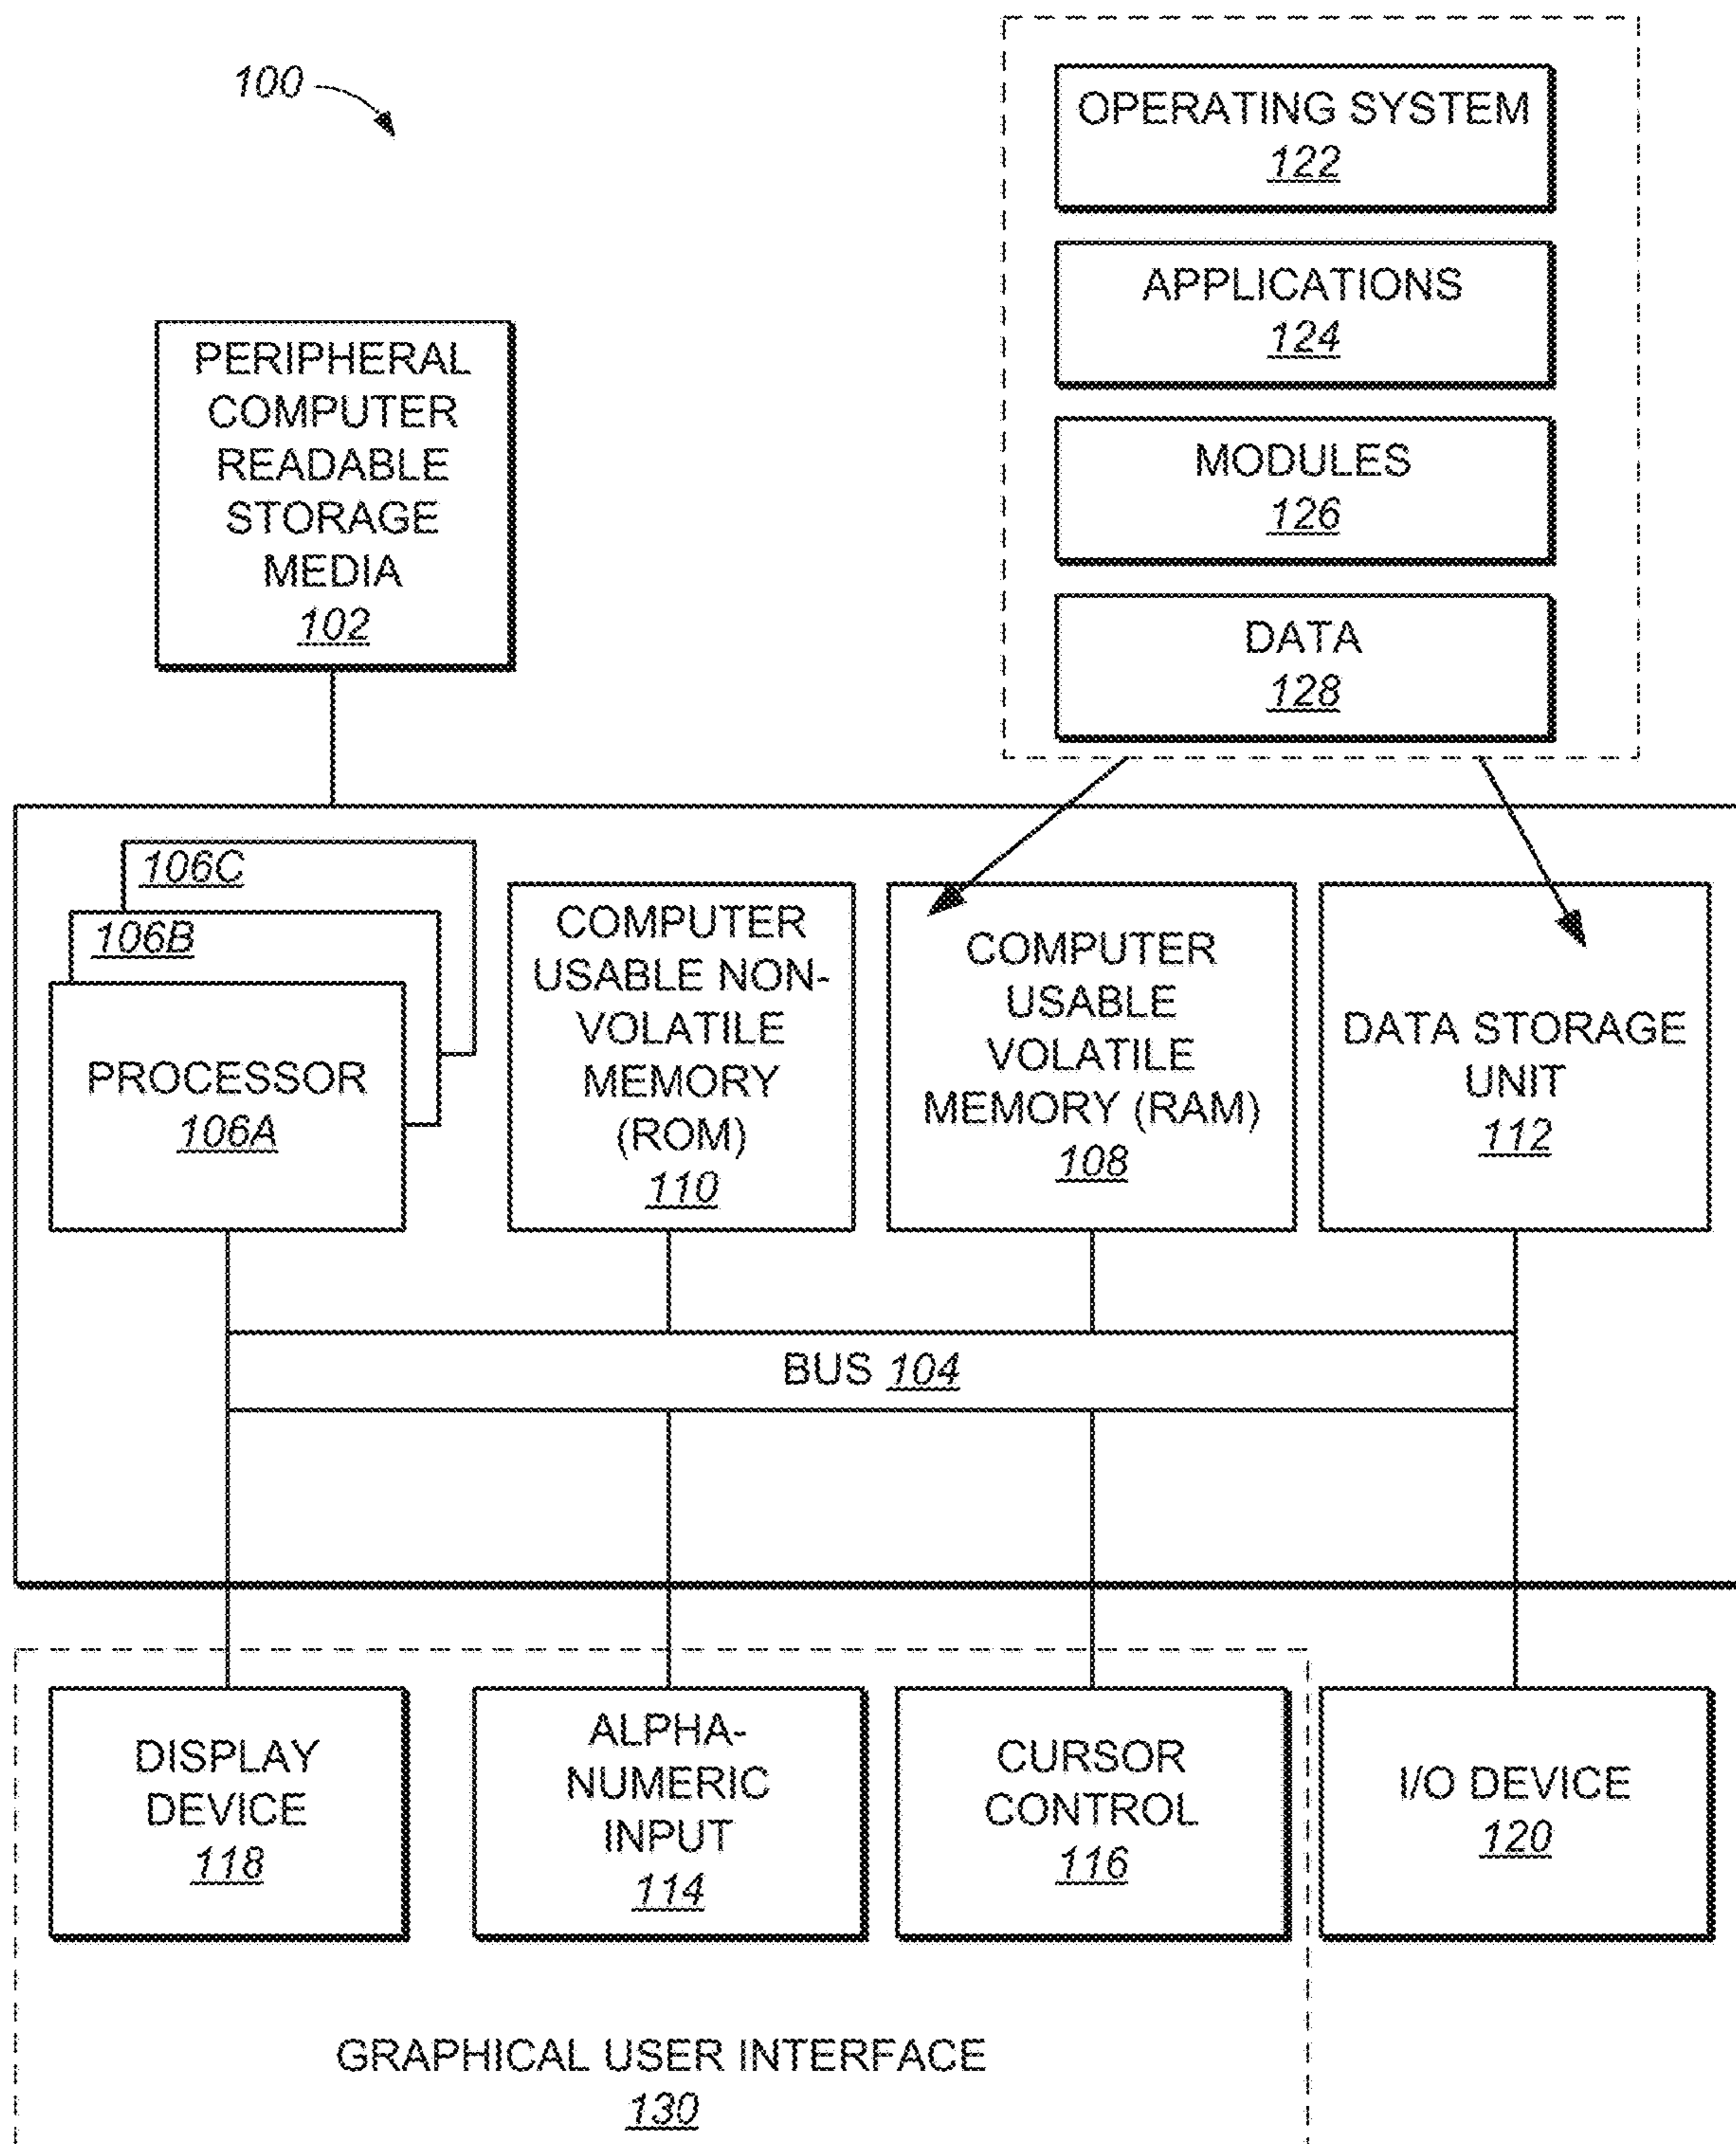 100
OPERATING SYSTEM
122
APPLICATIONS
124
MODULES
126
DATA
128
PERIPHERAL
COMPUTER
READABLE
STORAGE
MEDIA
102
106C
106B
PROCESSOR
106A
COMPUTER
USABLE NON-
VOLATILE
MEMORY
(ROM)
110
COMPUTER
USABLE
VOLATILE
MEMORY (RAM)
108
DATA STORAGE
UNIT
112
BUS 104
DISPLAY
DEVICE
118
ALPHA-
NUMERIC
INPUT
114
CURSOR
CONTROL
116
I/O DEVICE
120
GRAPHICAL USER INTERFACE
130